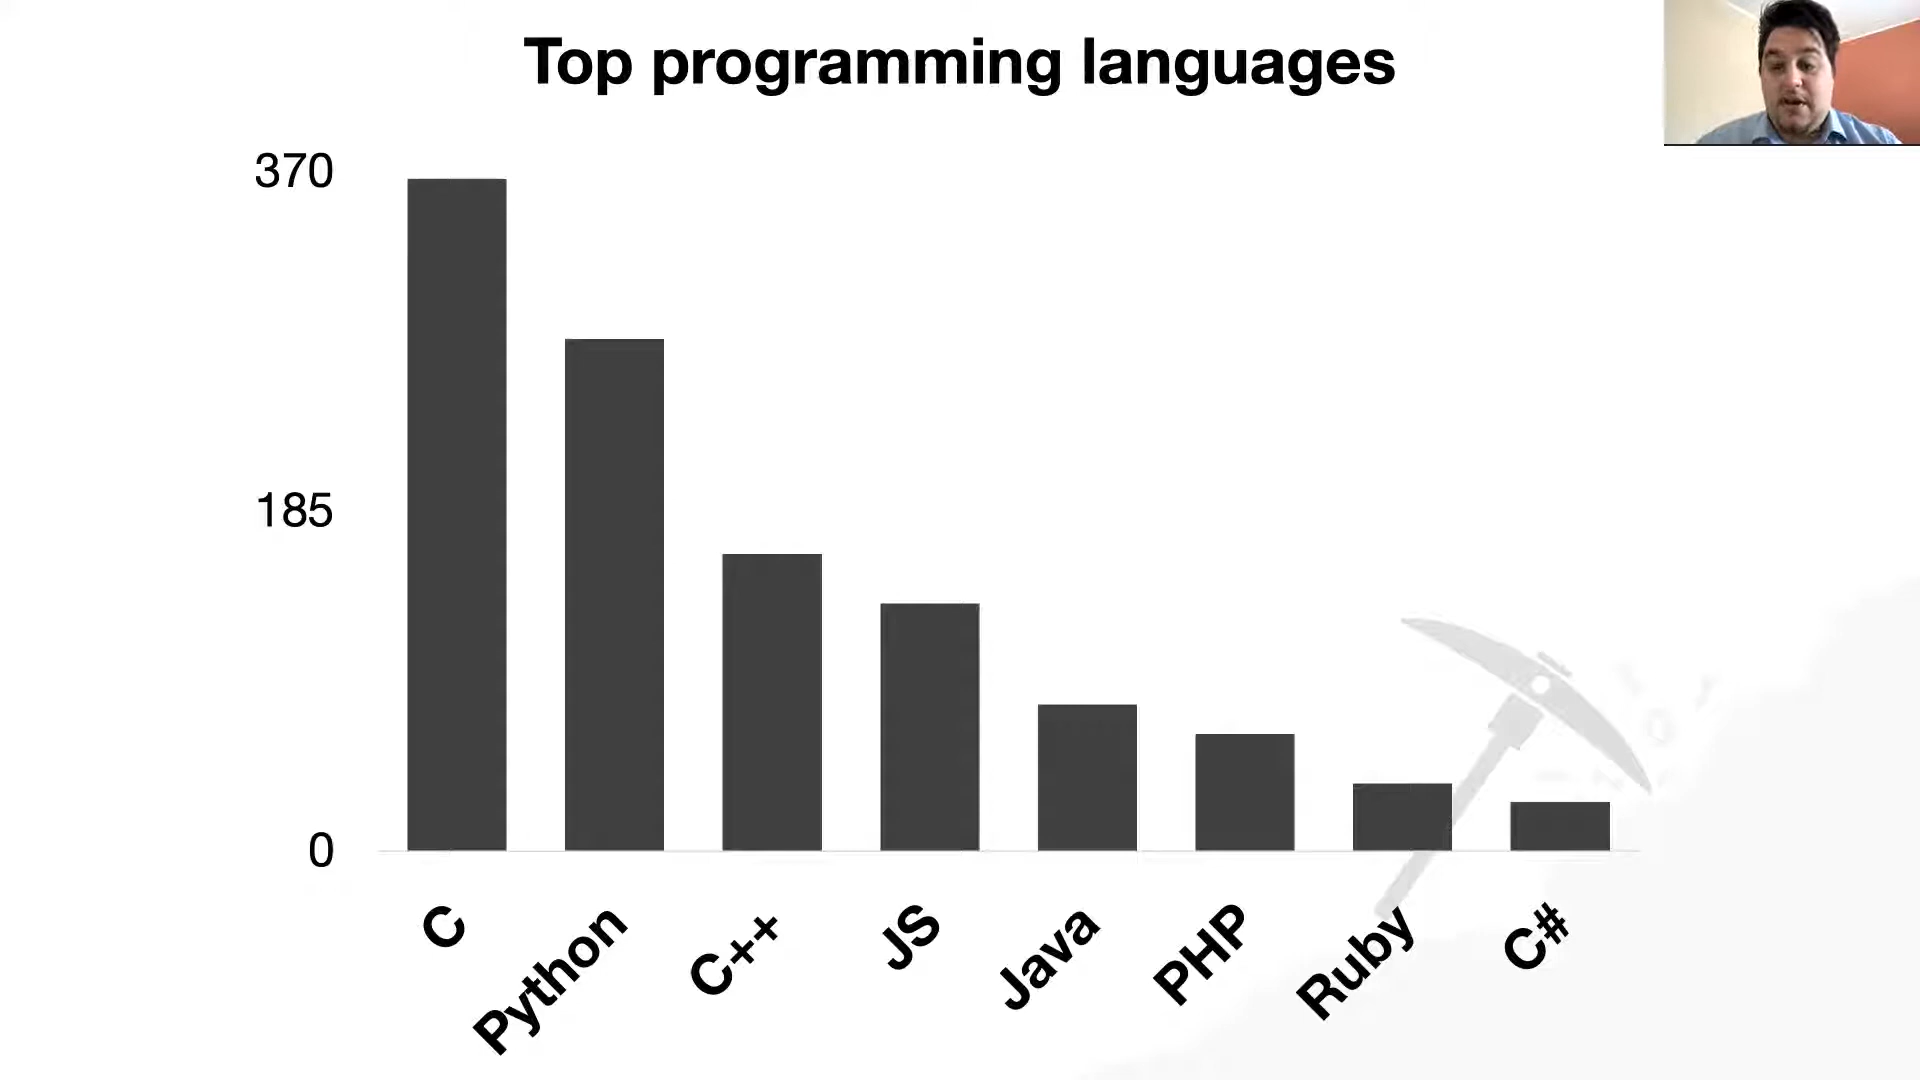 Top programming languages
370
185
0
C
Python
C++
JS
Java
PHP
Ruby
C#